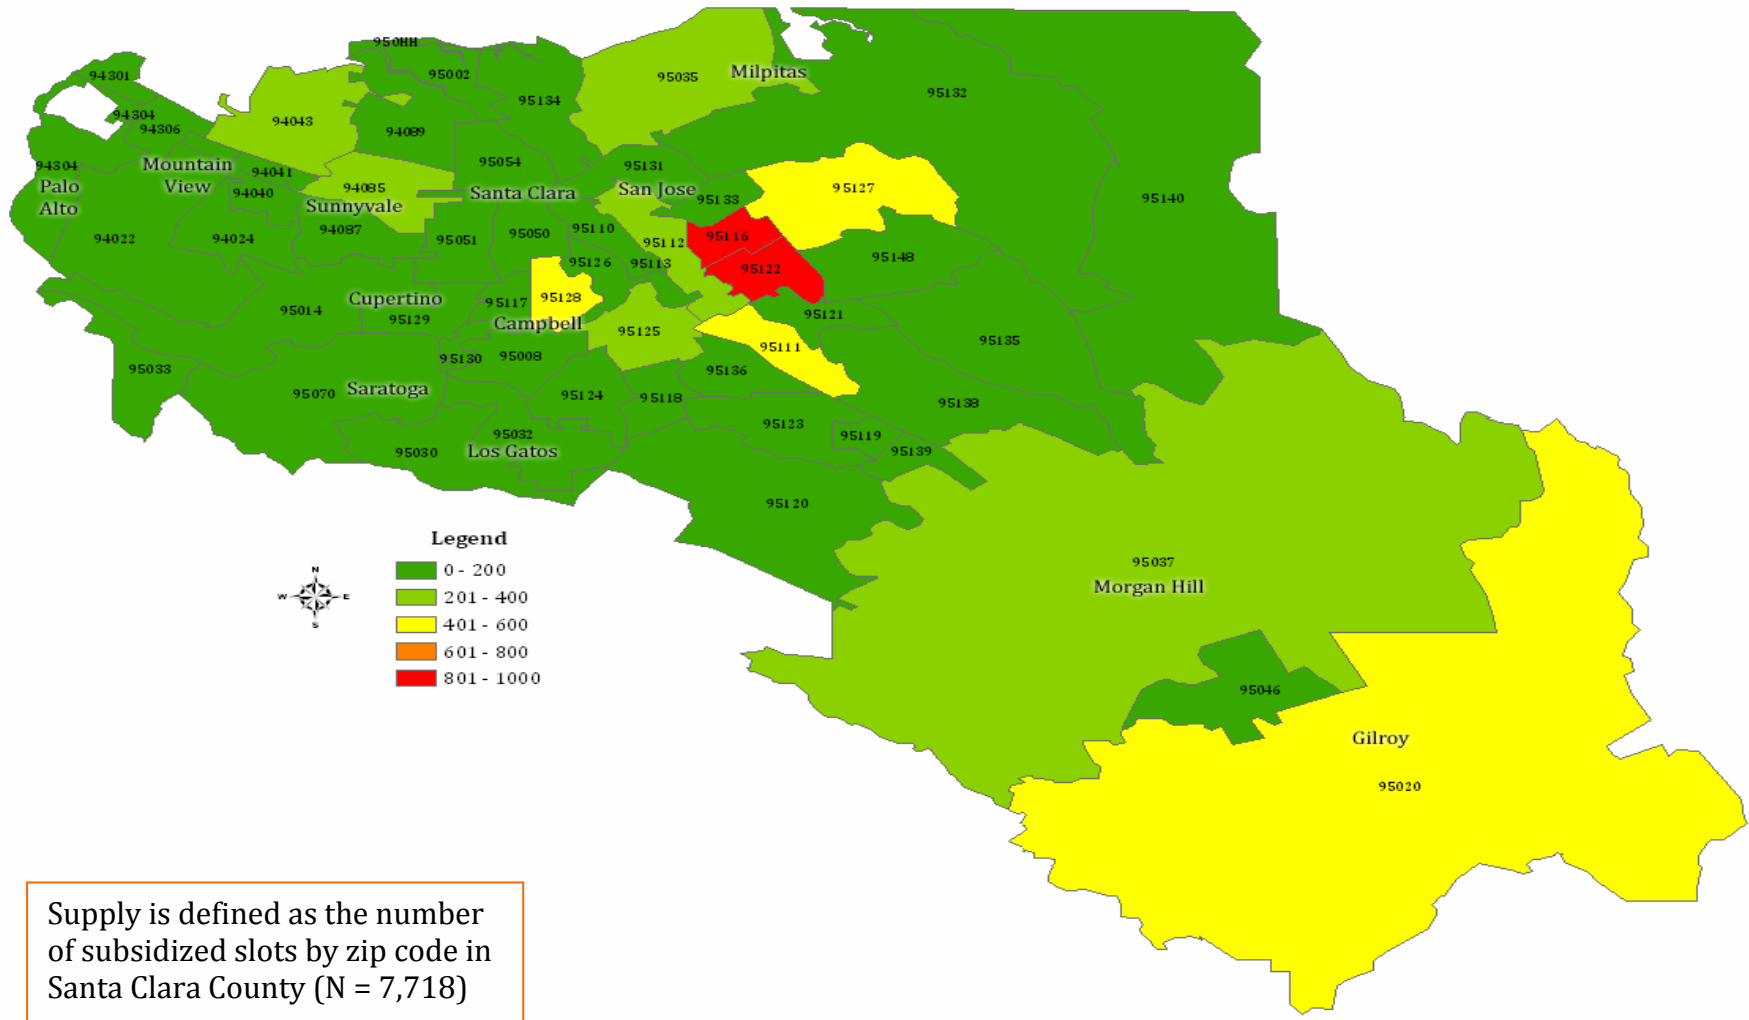 950HH
94301
95002
95035
Milpitas
95132
95134
94304
94306
94043
94089
95054
95131
94304
Mountain
View
94041
94040
94085
Palo
Alto
Sunnyvale
Santa Clara
San Jose
95133
95127
95140
94022
94024
94087
95051
95050
95110
95112
95116
95126
95113
95122
95148
95014
Cupertino
95129
95117
95128
Campbell
95125
95121
95111
95135
95033
95130
95008
95136
95070
Saratoga
95124
95118
95138
95123
95119
95139
95030
95032
Los Gatos
95120
Legend
0 - 200
201 - 400
401 - 600
601 - 800
801 - 1000
N
W
E
S
95037
Morgan Hill
95046
Gilroy
95020
Supply is defined as the number
of subsidized slots by zip code in
Santa Clara County (N = 7,718)